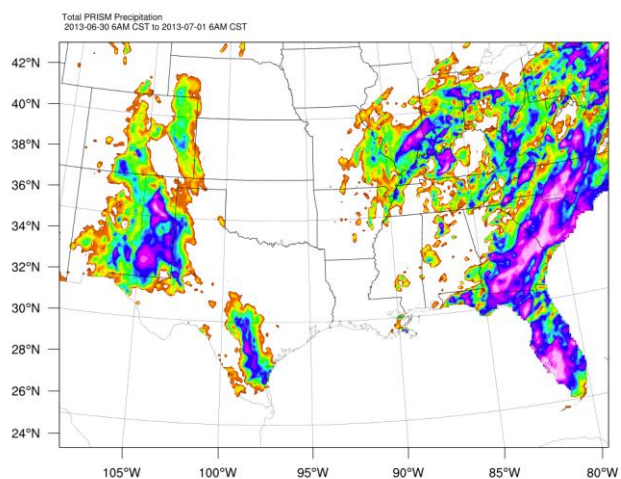 Total PRISM Precipitation
2013-06-30 6AM CST to 2013-07-01 6AM CST
42°N
40°N
38°N
36°N
34°N
32°N
30°N
28°N
26°N
24°N
105°W
100°W
95°W
90°W
85°W
80°W